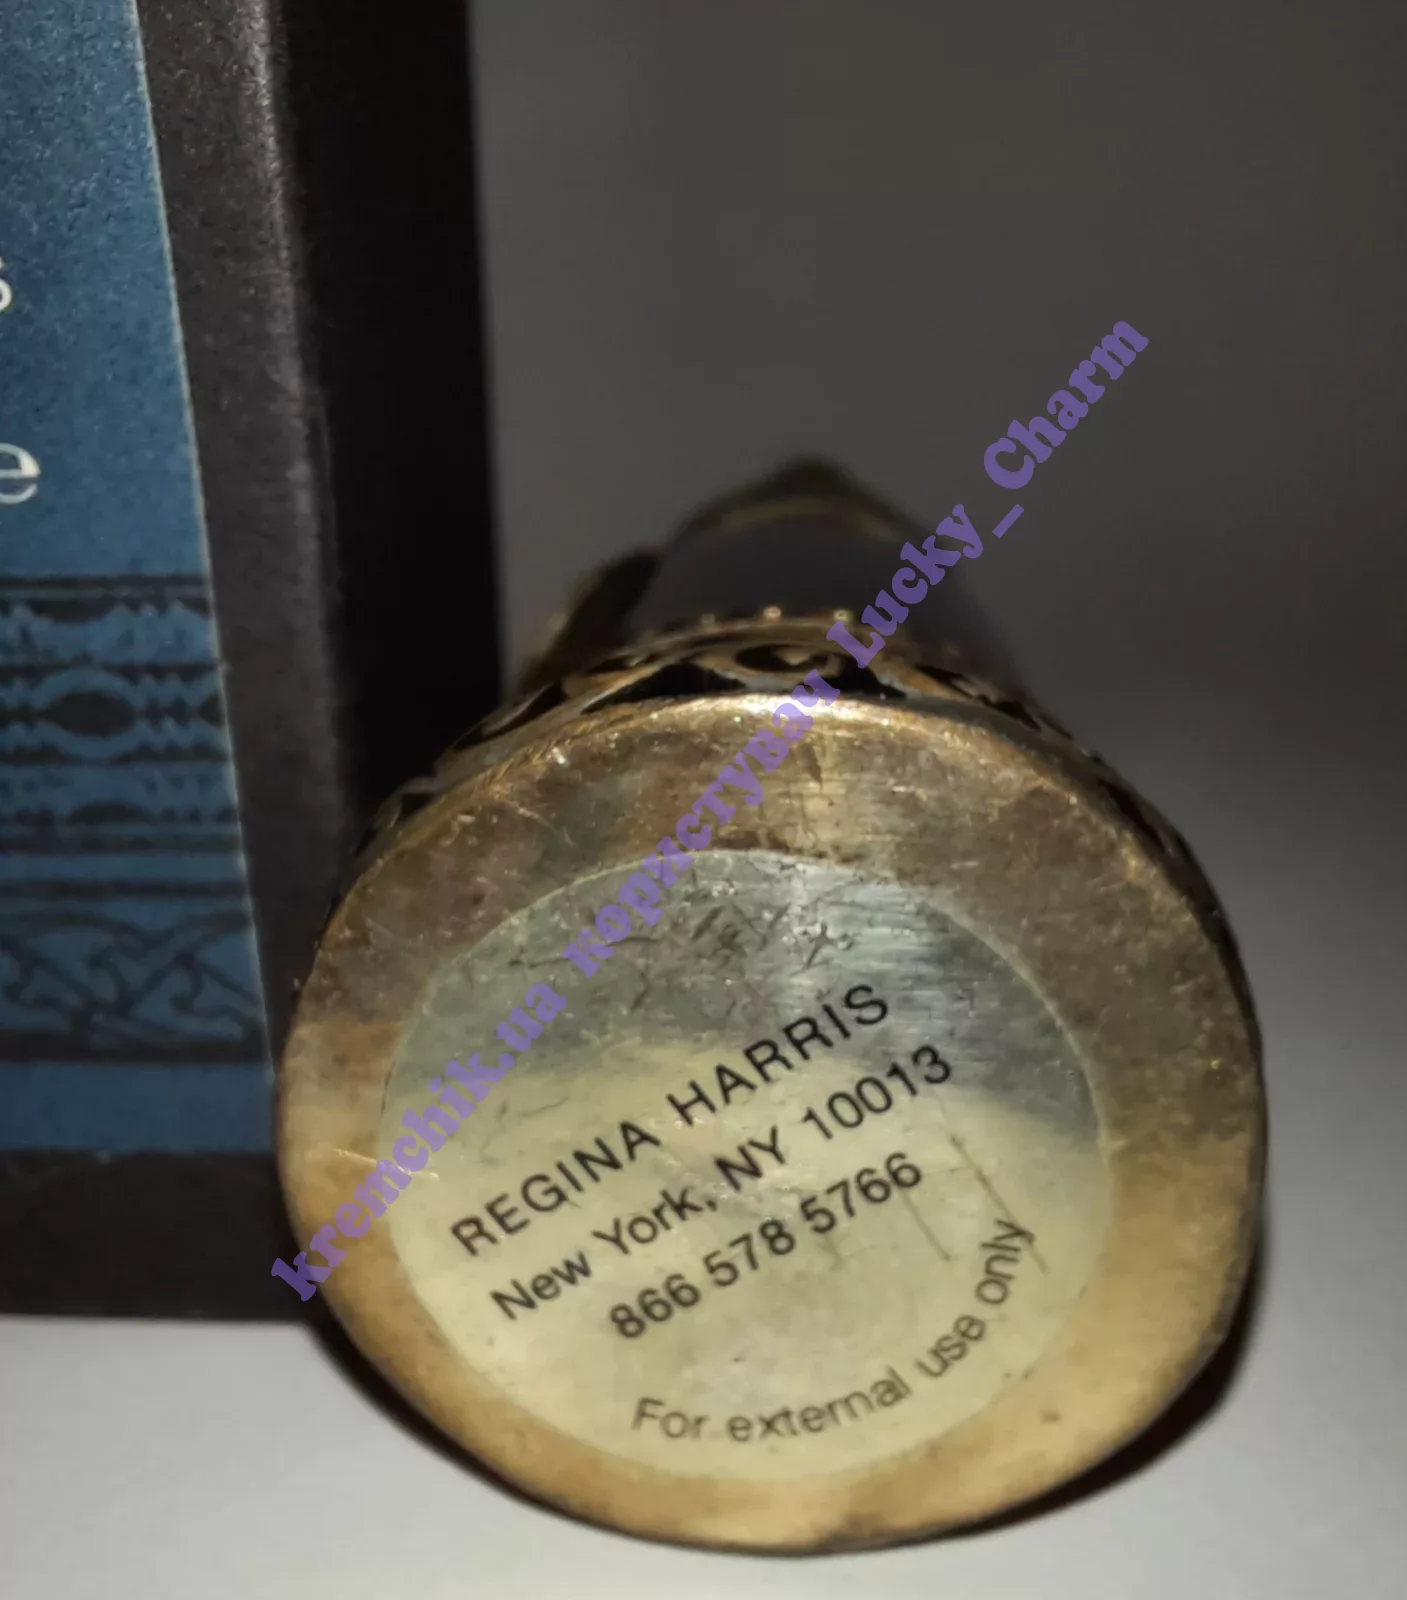 s
e
REGINA HARRIS
New York, NY 10013
866 578 5766
For external use only
kremchik.ua користувач Lucky_Charm